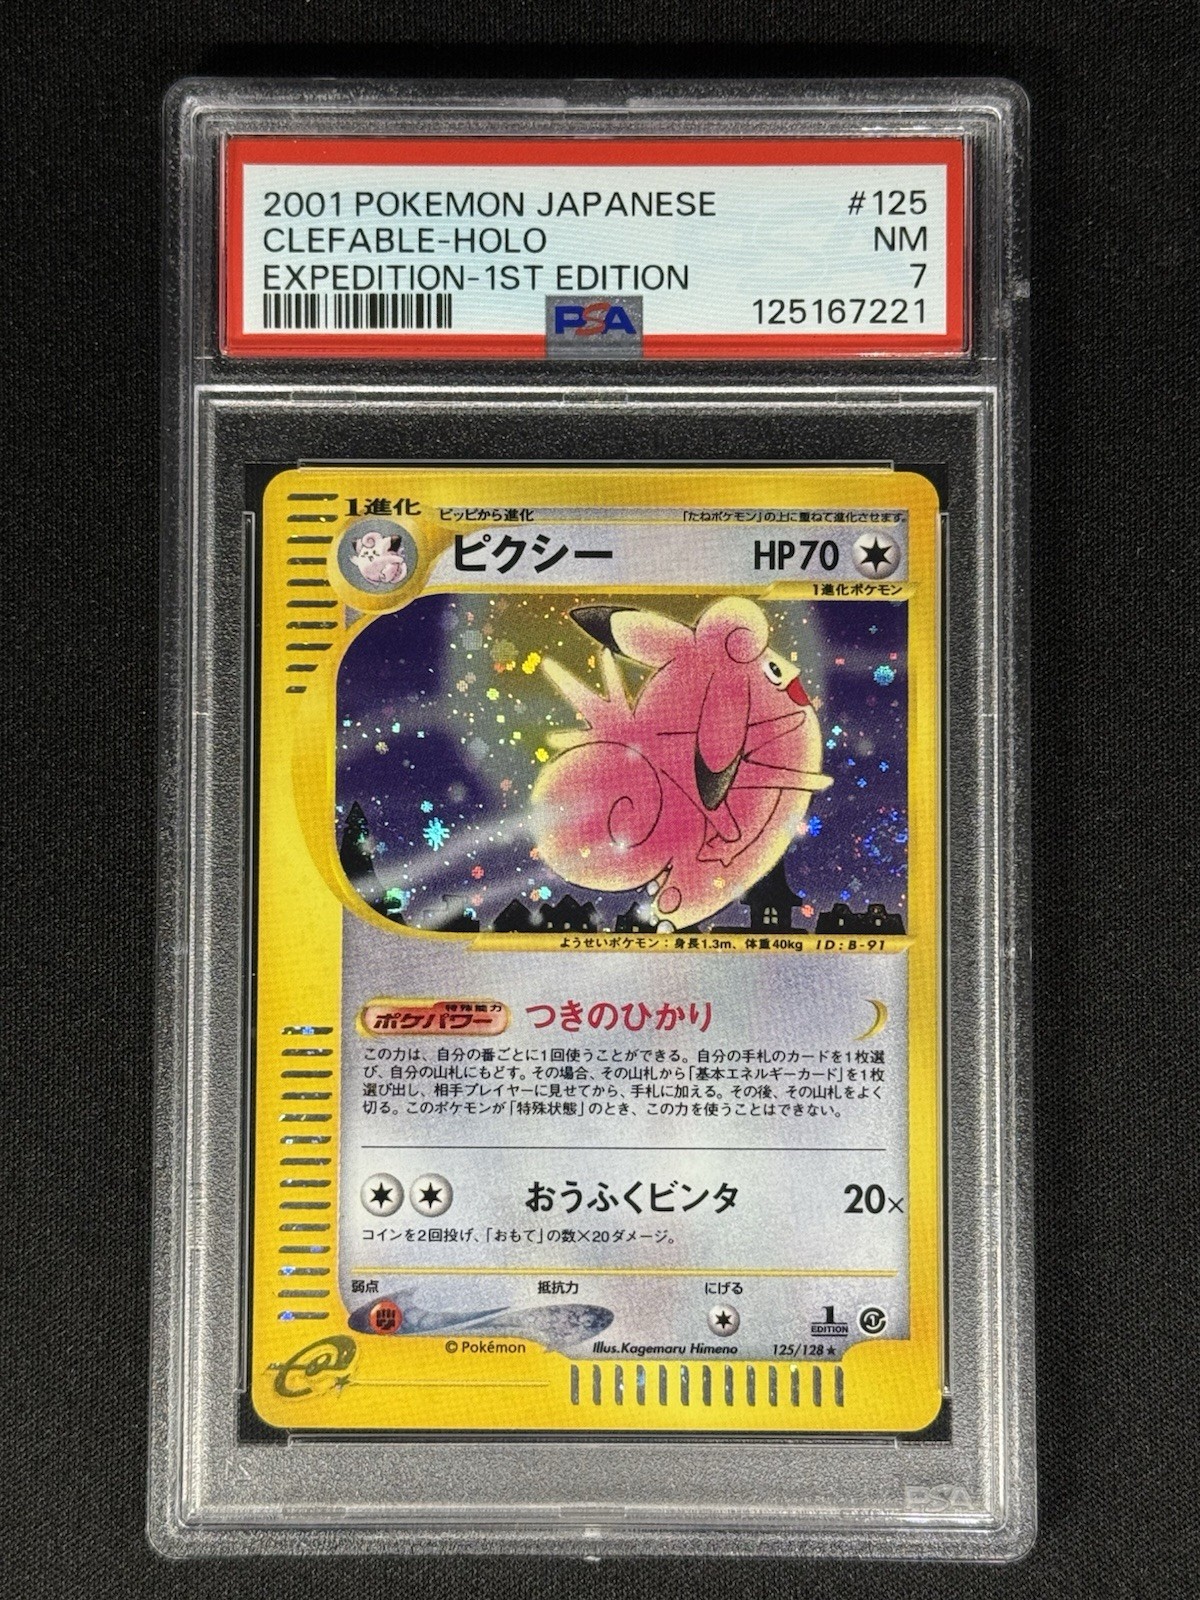 2001 POKEMON JAPANESE #125
CLEFABLE-HOLO NM
EXPEDITION-1ST EDITION 7
PSA 125167221
1進化 ピッピから進化 「たねポケモン」の上に重ねて進化させます。
ピクシー HP70
1進化ポケモン
ようせいポケモン：身長1.3m、体重40kg ID:B-91
特殊能力
ポケパワー つきのひかり
この力は、自分の番ごとに1回使うことができる。自分の手札のカードを1枚選
び、自分の山札にもどす。その場合、その山札から「基本エネルギーカード」を1枚
選び出し、相手プレイヤーに見せてから、手札に加える。その後、その山札をよく
切る。このポケモンが「特殊状態」のとき、この力を使うことはできない。
おうふくビンタ 20×
コインを2回投げ、「おもて」の数×20ダメージ。
弱点 抵抗力 にげる
1
EDITION
©Pokémon Illus.Kagemaru Himeno 125/128★
e
PSA